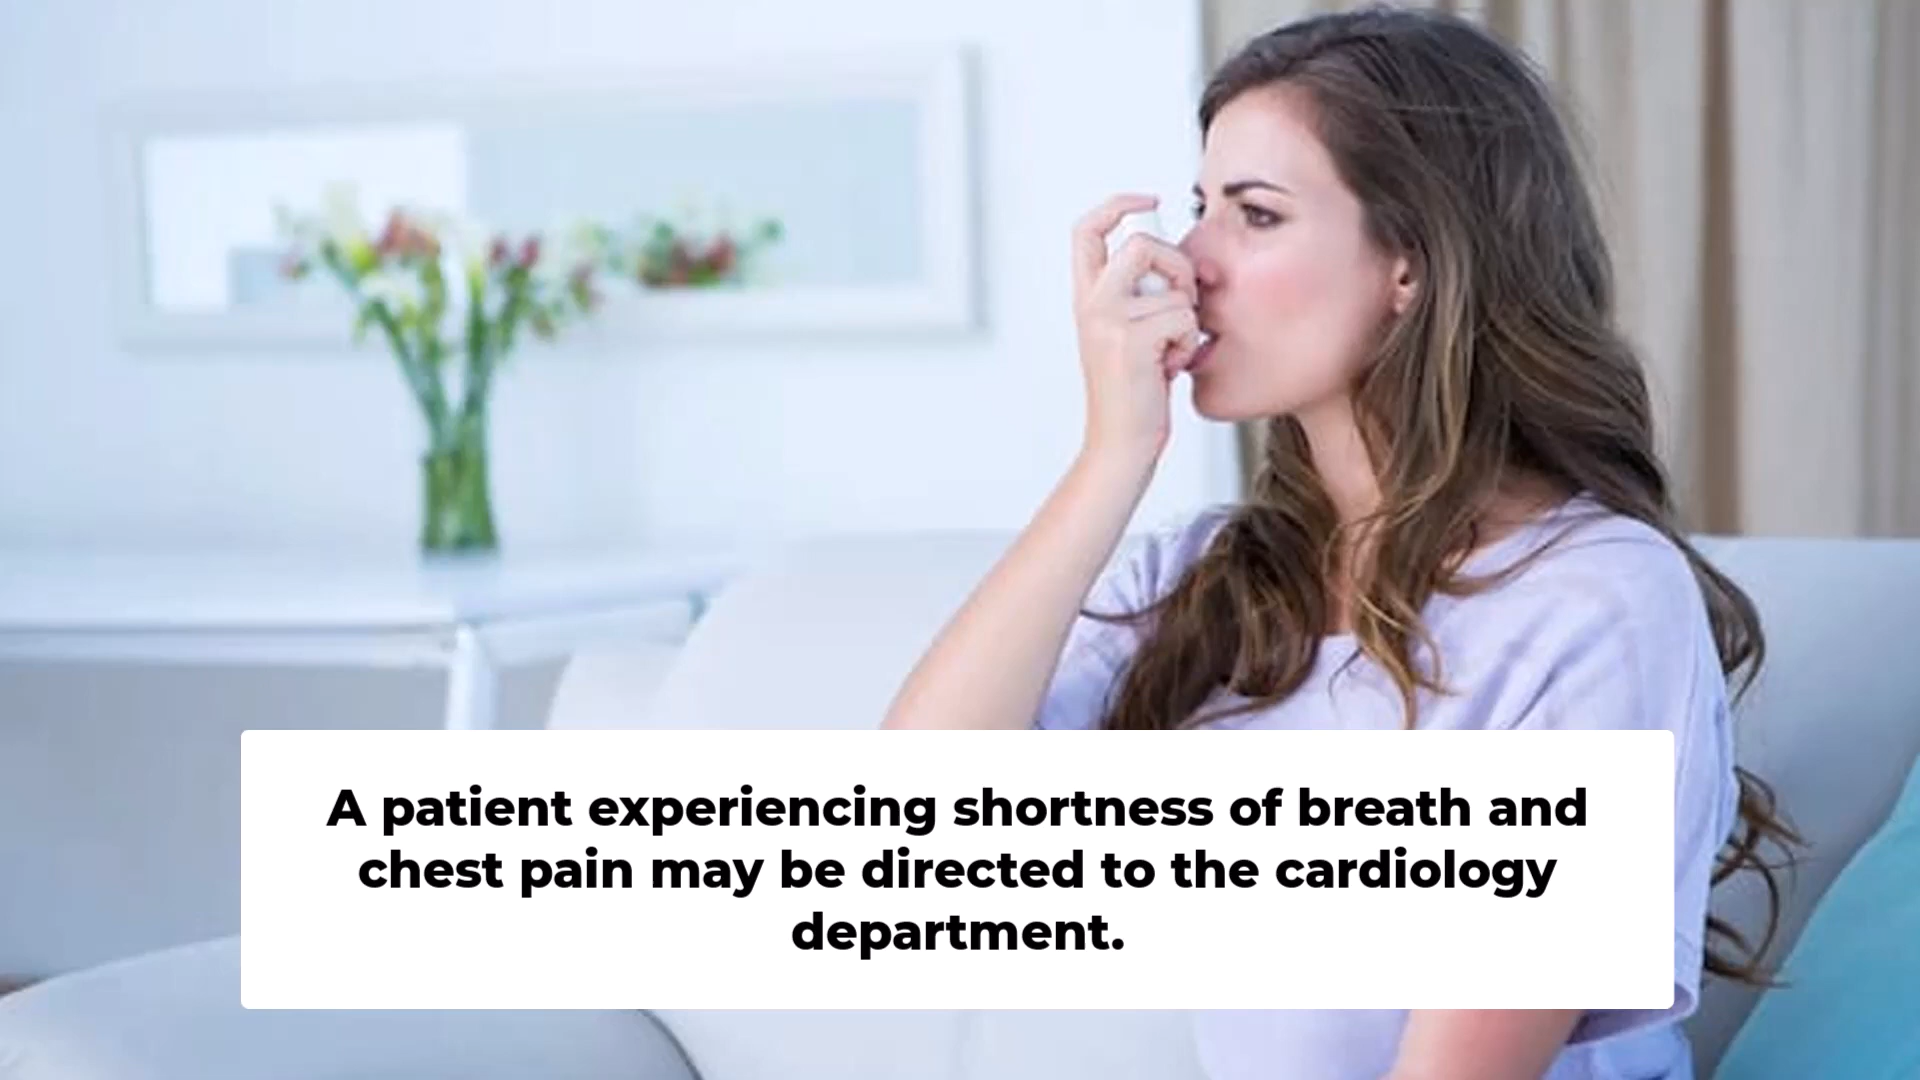 A patient experiencing shortness of breath and
chest pain may be directed to the cardiology
department.